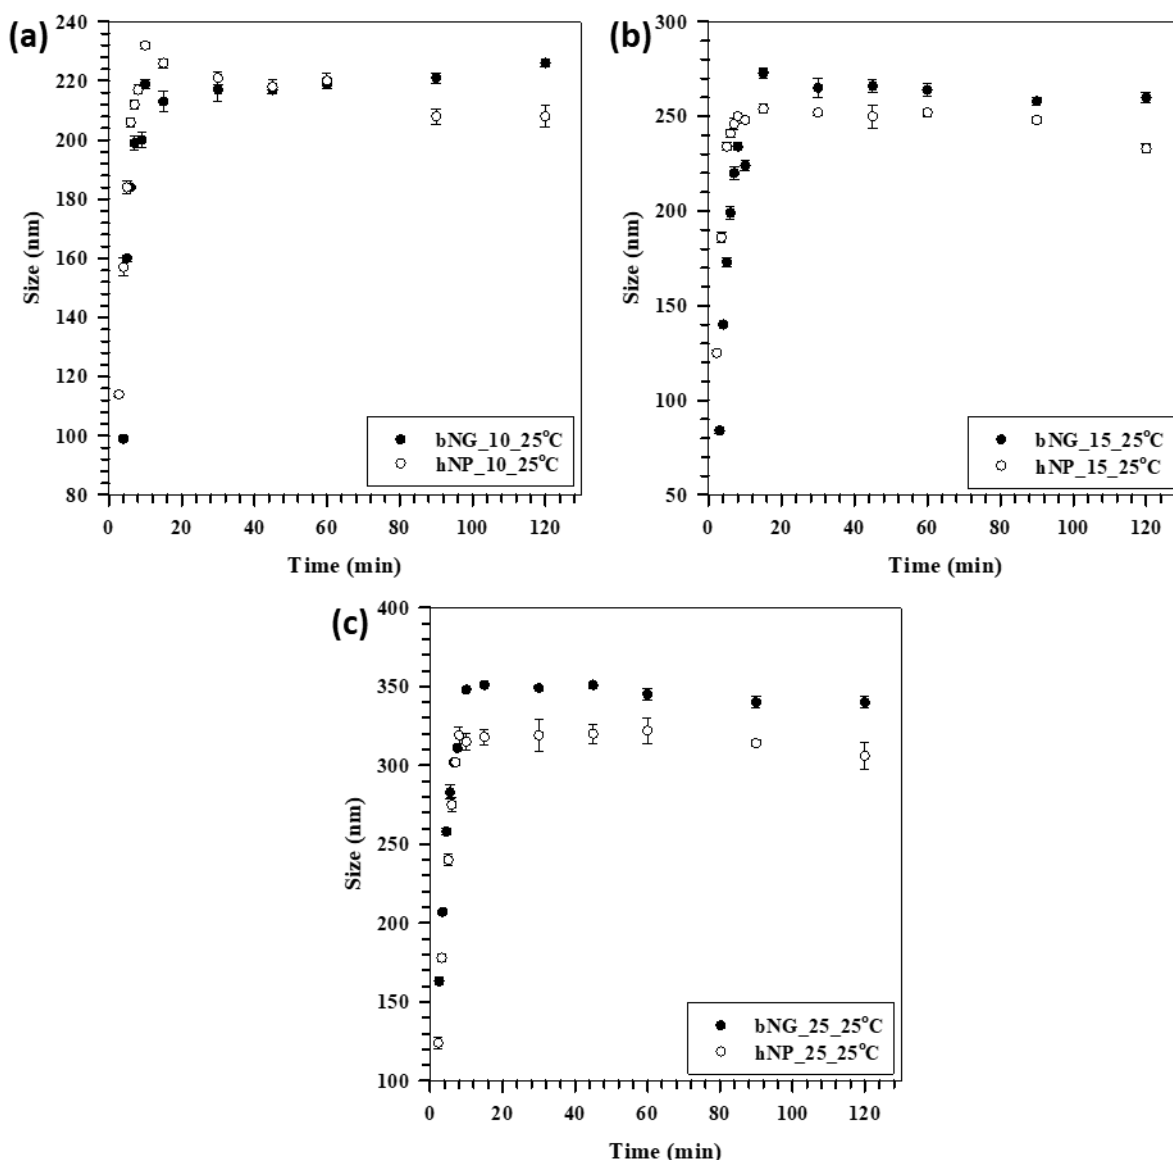 (a)
240
220
200
180
160
140
120
100
80
Size (nm)
bNG_10_25°C
hNP_10_25°C
0 20 40 60 80 100 120
Time (min)
(b)
300
250
200
150
100
50
Size (nm)
bNG_15_25°C
hNP_15_25°C
0 20 40 60 80 100 120
Time (min)
(c)
400
350
300
250
200
150
100
Size (nm)
bNG_25_25°C
hNP_25_25°C
0 20 40 60 80 100 120
Time (min)